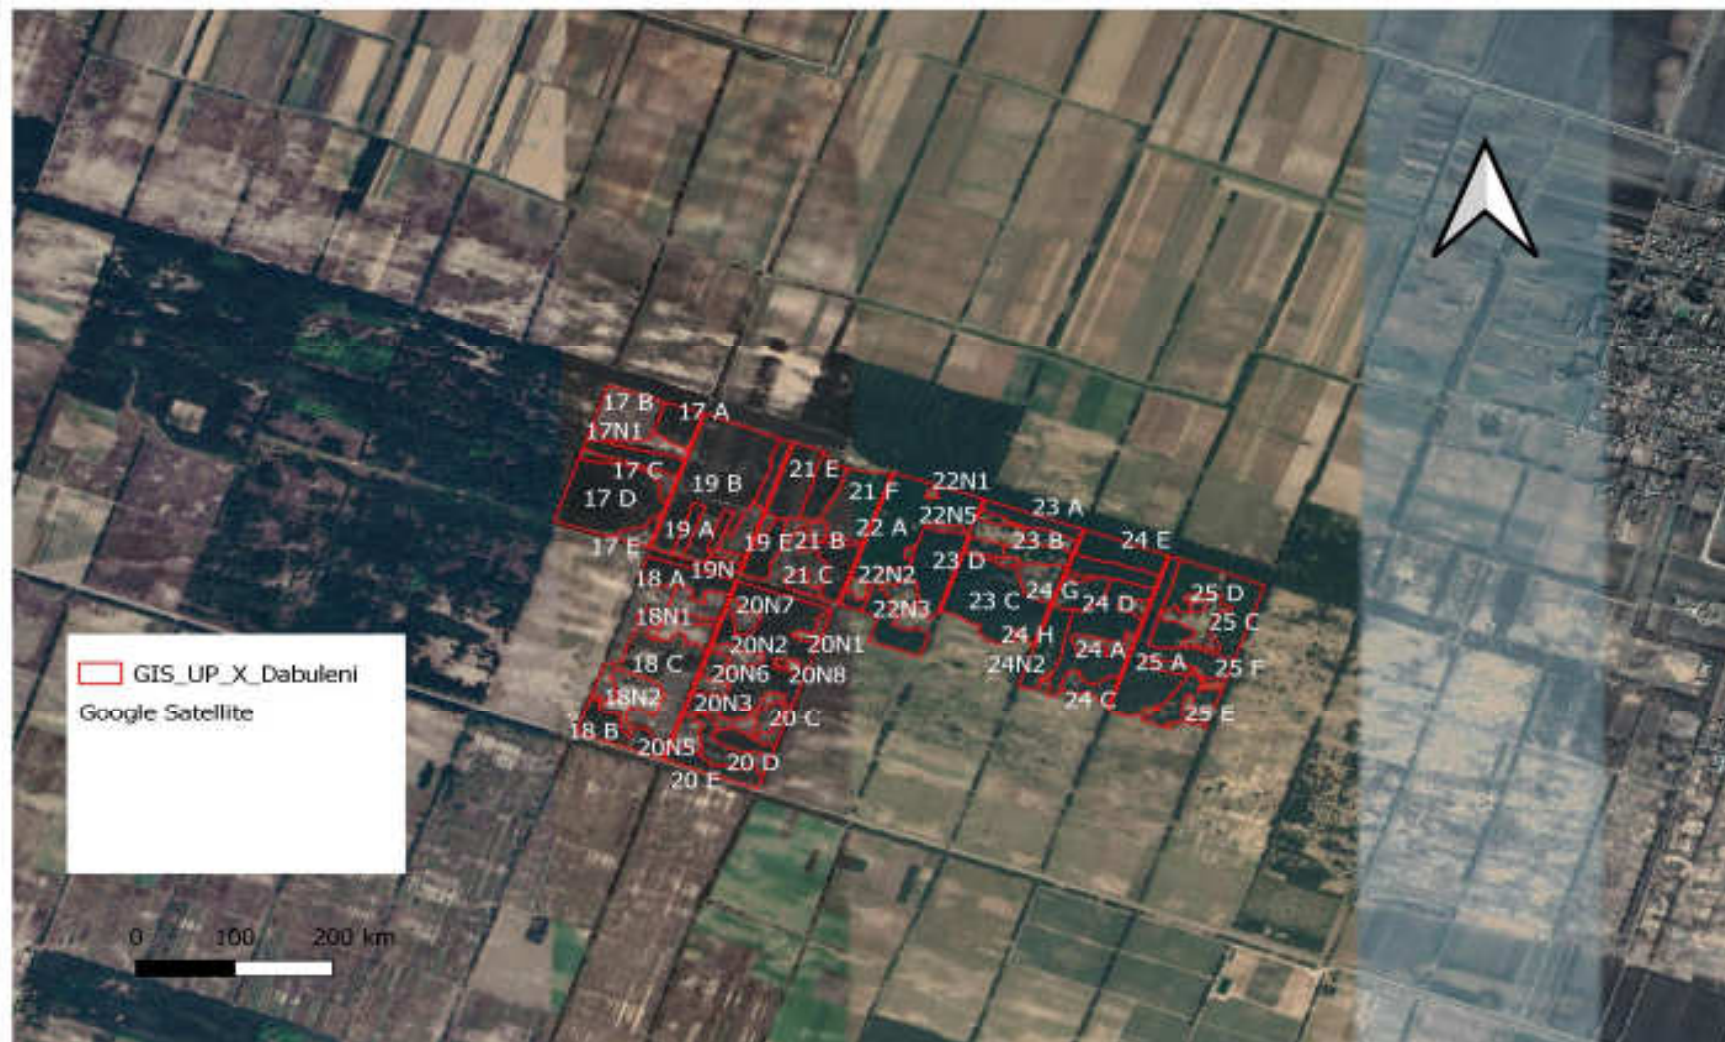 17 B
17 A
17N1
17 C
17 D
17 E
19 B
19 A
19 E
19N
21 E
21 F
21 B
21 C
22N1
22 A
22N5
22N2
22N3
23 A
23 B
23 D
23 C
24 E
24 G
24 D
24 H
24 A
24N2
24 C
25 D
25 C
25 A
25 F
25 E
18 A
18N1
18 C
18N2
18 B
20N7
20N2
20N1
20N6
20N8
20N3
20 C
20N5
20 D
20 E
GIS_UP_X_Dabuleni
Google Satellite
0 100 200 km